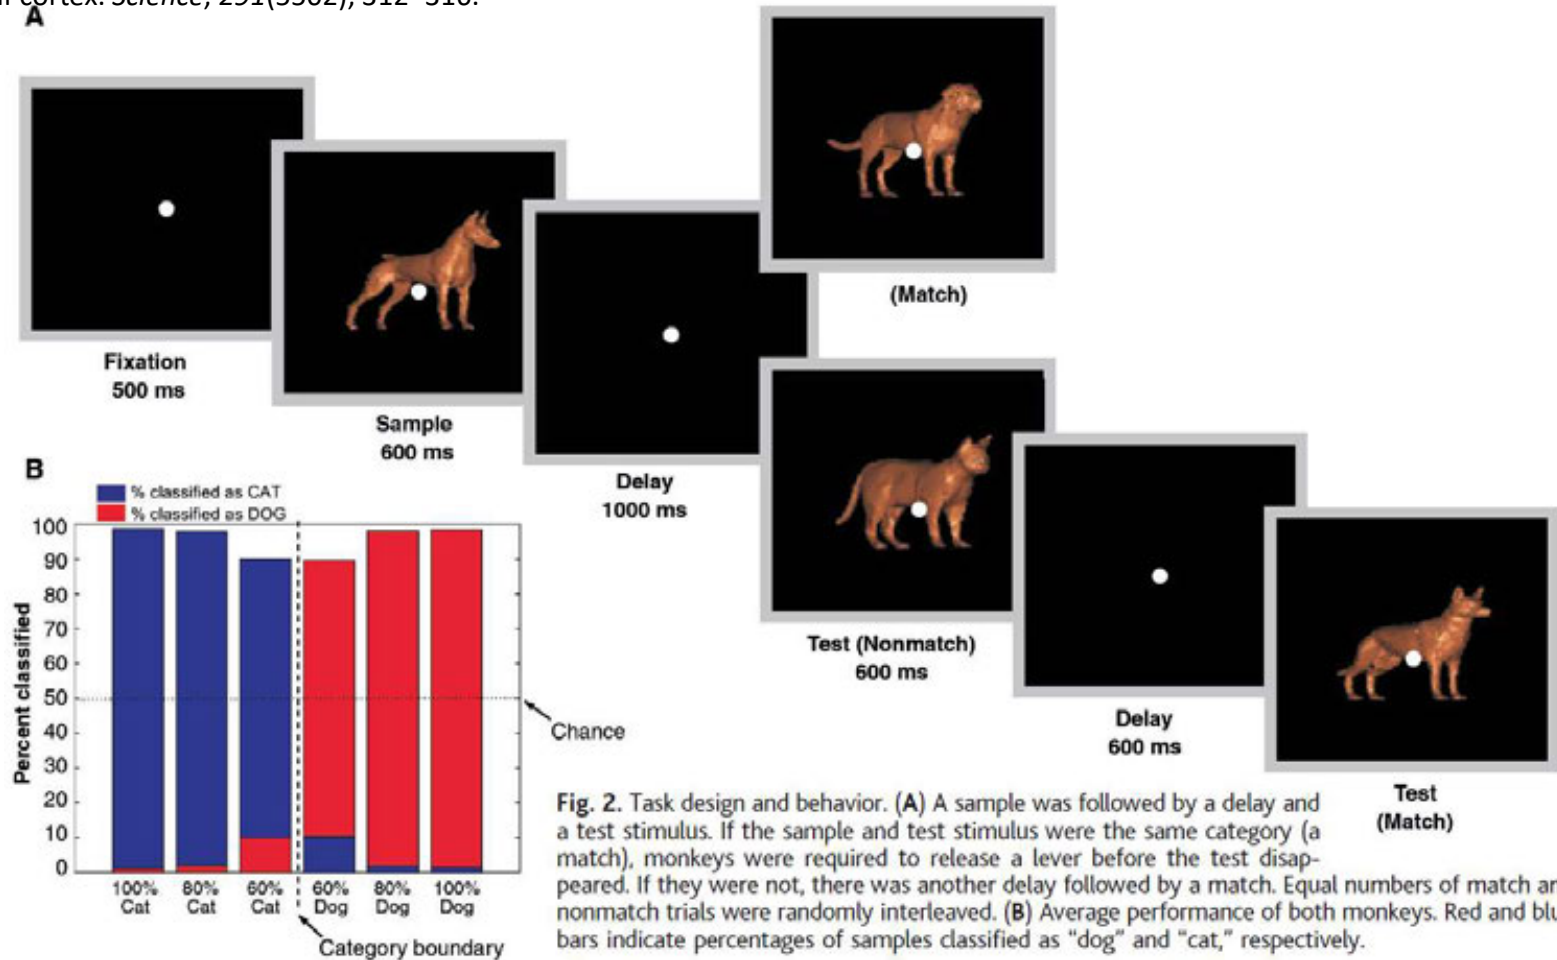 cortex. Science, 291(5502), 312–316.
A
(Match)
Fixation
500 ms
Sample
600 ms
Delay
1000 ms
Test (Nonmatch)
600 ms
Delay
600 ms
Test
(Match)
B
% classified as CAT
% classified as DOG
Percent classified
100
90
80
70
60
50
40
30
20
10
0
100%
Cat
80%
Cat
60%
Cat
60%
Dog
80%
Dog
100%
Dog
Chance
Category boundary
Fig. 2. Task design and behavior. (A) A sample was followed by a delay and
a test stimulus. If the sample and test stimulus were the same category (a
match), monkeys were required to release a lever before the test disap-
peared. If they were not, there was another delay followed by a match. Equal numbers of match
nonmatch trials were randomly interleaved. (B) Average performance of both monkeys. Red and
bars indicate percentages of samples classified as “dog” and “cat,” respectively.